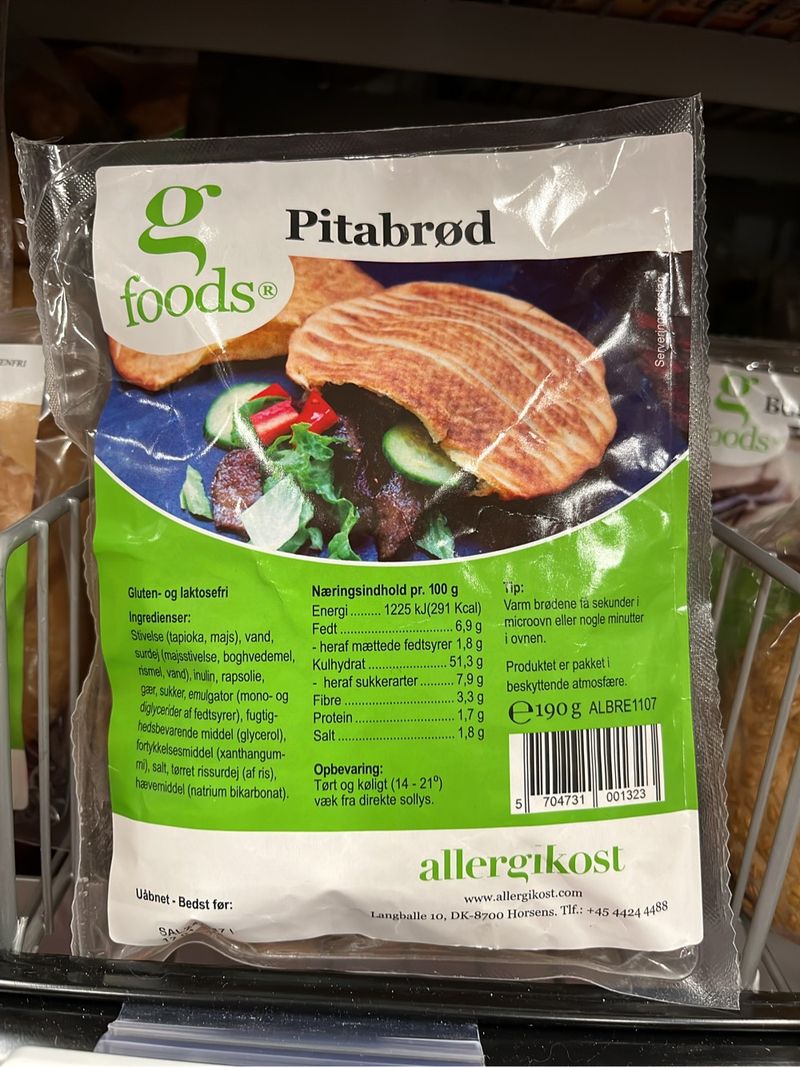 g
foods®
Pitabrød
Gluten- og laktosefri
Ingredienser:
Stivelse (tapioka, majs), vand,
surdej (majsstivelse, boghvedemel,
rismel, vand), inulin, rapsolie,
gær, sukker, emulgator (mono- og
diglycerider af fedtsyrer), fugtig-
hedsbevarende middel (glycerol),
fortykkelsesmiddel (xanthangum-
mi), salt, tørret rissurdej (af ris),
hævemiddel (natrium bikarbonat).
Næringsindhold pr. 100 g
Energi......... 1225 kJ(291 Kcal)
Fedt ................................. 6,9 g
- heraf mættede fedtsyrer 1,8 g
Kulhydrat ........................ 51,3 g
- heraf sukkerarter.......... 7,9 g
Fibre ................................ 3,3 g
Protein ............................. 1,7 g
Salt................................... 1,8 g
Opbevaring:
Tørt og køligt (14 - 21⁰)
væk fra direkte sollys.
Tip:
Varm brødene få sekunder i
microovn eller nogle minutter
i ovnen.
Produktet er pakket i
beskyttende atmosfære.
℮190 g ALBRE1107
5 704731 001323
allergikost
www.allergikost.com
Langballe 10, DK-8700 Horsens. Tlf.: +45 4424 4488
Uåbnet - Bedst før:
ENFRI
g
oods